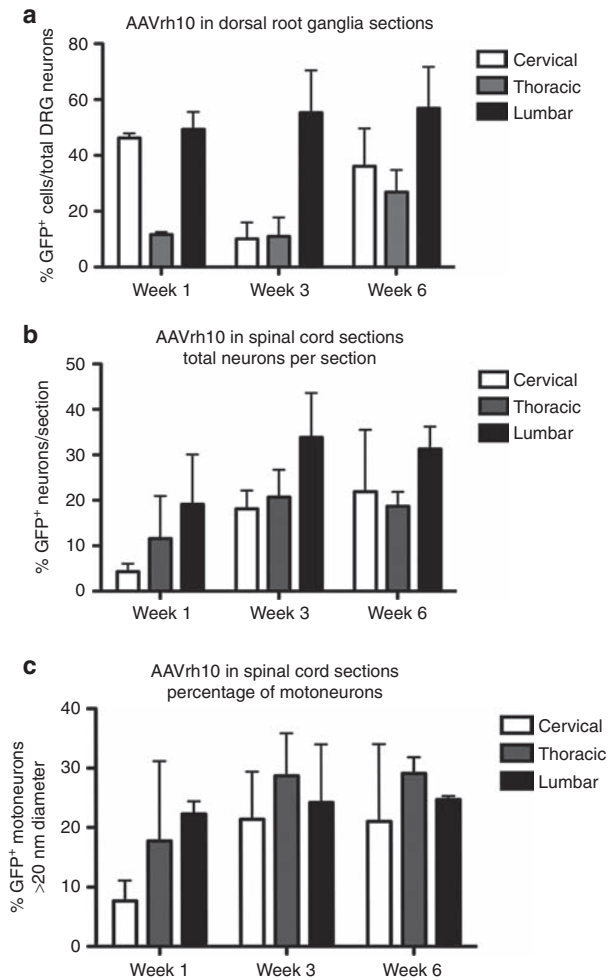 a
AAVrh10 in dorsal root ganglia sections
% GFP+ cells/total DRG neurons
80
60
40
20
0
Week 1 Week 3 Week 6
Cervical
Thoracic
Lumbar
b
AAVrh10 in spinal cord sections
total neurons per section
% GFP+ neurons/section
50
40
30
20
10
0
Week 1 Week 3 Week 6
Cervical
Thoracic
Lumbar
c
AAVrh10 in spinal cord sections
percentage of motoneurons
% GFP+ motoneurons
>20 nm diameter
40
30
20
10
0
Week 1 Week 3 Week 6
Cervical
Thoracic
Lumbar